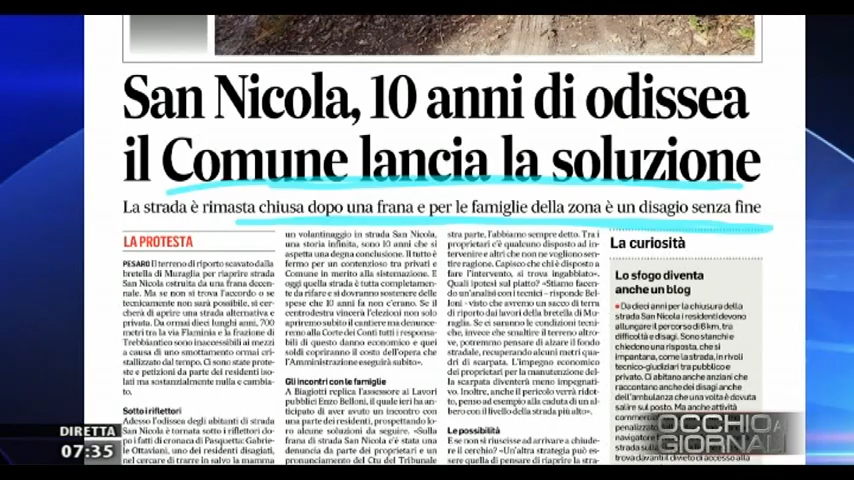 San Nicola, 10 anni di odissea
il Comune lancia la soluzione
La strada è rimasta chiusa dopo una frana e per le famiglie della zona è un disagio senza fine
LA PROTESTA
PESARO Il terreno di riporto scavato dalla
bretella di Muraglia per riaprire strada
San Nicola ostruita da una frana decen-
nale. Ma se non si trova l'accordo o se
tecnicamente non sarà possibile, si cer-
cherà di aprire una strada alternativa e
privata. Da ormai dieci lunghi anni, 700
metri tra la via Flaminia e la frazione di
Trebbiantico sono inaccessibili ai mezzi
a causa di uno smottamento ormai cri-
stallizzato dal tempo. Ci sono state prote-
ste e petizioni da parte dei residenti iso-
lati ma sostanzialmente nulla è cambia-
to.
Sotto i riflettori
Adesso l'odissea degli abitanti di strada
San Nicola è tornata sotto i riflettori do-
po i fatti di cronaca di Pasquetta: Gabrie-
le Ottaviani, uno dei residenti disagiati,
nel cercare di trarre in salvo la mamma
un volantinaggio in strada San Nicola,
una storia infinita, sono 10 anni che si
aspetta una degna conclusione. Il tutto è
fermo per un contenzioso tra privati e
Comune in merito alla sistemazione. E
oggi quella strada è tutta completamen-
te da rifare e si dovranno sostenere delle
spese che 10 anni fa non c'erano. Se il
centrodestra vincerà l'elezioni non solo
apriremo subito il cantiere ma denunce-
remo alla Corte dei Conti tutti i responsa-
bili di questo danno economico e quei
soldi copriranno il costo dell'opera che
l'Amministrazione eseguirà subito».
Gli incontri con le famiglie
A Biagiotti replica l'assessore ai Lavori
pubblici Enzo Belloni, il quale ieri ha an-
ticipato di aver avuto un incontro con
una parte dei residenti, prospettando lo-
ro alcune soluzioni da seguire. «Sulla
frana di strada San Nicola c'è stata una
denuncia da parte dei proprietari e un
pronunciamento del Ctu del Tribunale
stra parte, l'abbiamo sempre detto. Tra i
proprietari c'è qualcuno disposto ad in-
tervenire e altri che non ne vogliono sen-
tire ragione. Capisco che chi è disposto a
fare l'intervento, si trova ingabbiato».
Quali ipotesi sul piatto? «Stiamo facen-
do un'analisi con i tecnici - risponde Bel-
loni - visto che avremo un sacco di terra
di riporto dai lavori della bretella di Mu-
raglia. Se si saranno le condizioni tecni-
che, invece che smaltire il terreno altro-
ve, potremmo pensare di alzare il fondo
stradale, recuperando alcuni metri qua-
dri di scarpata. L'impegno economico
dei proprietari per la manutenzione del-
la scarpata diventerà meno impegnati-
vo. Inoltre, anche il pericolo verrà ridot-
to, penso ad esempio alla caduta di un al-
bero con il livello della strada più alto».
Le possibilità
E se non si riuscisse ad arrivare a chiude-
re il cerchio? «Un'altra strategia può es-
sere quella di pensare di riaprire la stra-
La curiosità
Lo sfogo diventa
anche un blog
● Da dieci anni per la chiusura della
strada San Nicola i residenti devono
allungare il percorso di 6 km, tra
difficoltà e disagi. Sono stanchi e
chiedono una risposta, che si
impantana, come la strada, in rivoli
tecnico-giudiziari tra pubblico e
privato. Ci abitano anche anziani che
raccontano anche dei disagi anche
dell'ambulanza che una volta è dovuta
salire sul posto. Ma anche attività
commercia
penalizzato
navigatore
strada sull
trova davanti il divieto di accesso alla
DIRETTA
07:35
OCCHIO AI
GIORNALI